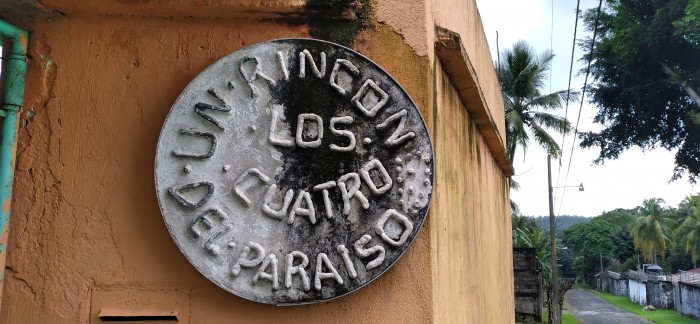 UN RINCON
DEL PARAISO
LOS
CUATRO